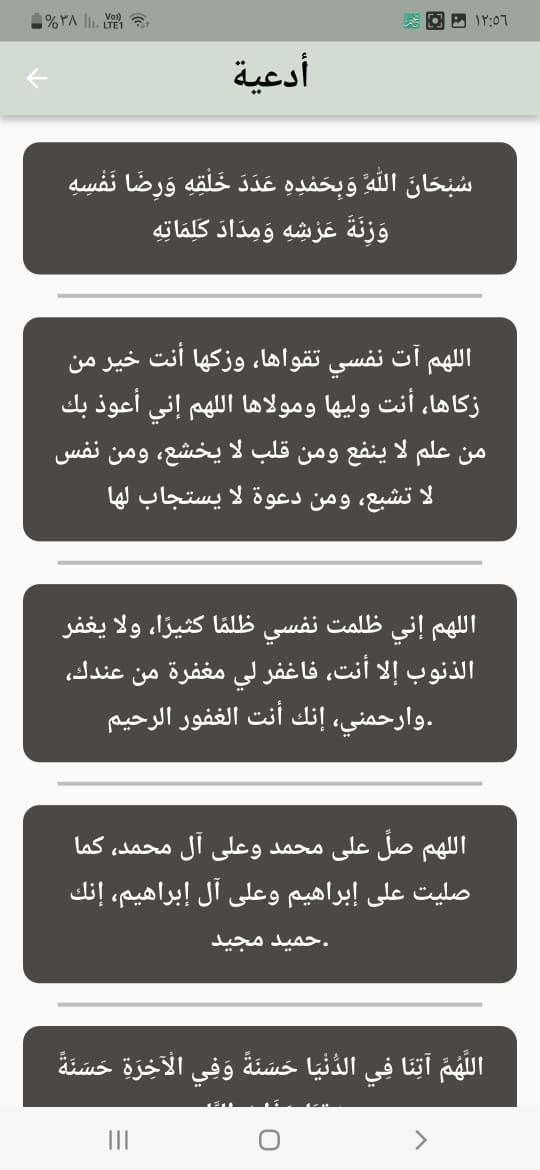 ١٢:٥٦
Vo) LTE1 %٣٨
أدعية
سُبْحَانَ اللهَِّ وَبِحَمْدِهِ عَدَدَ خَلْقِهِ وَرِضَا نَفْسِهِ
وَزِنَةَ عَرْشِهِ وَمِدَادَ كَلِمَاتِهِ
اللهم آت نفسي تقواها، وزكها أنت خير من
زكاها، أنت وليها ومولاها اللهم إني أعوذ بك
من علم لا ينفع ومن قلب لا يخشع، ومن نفس
لا تشبع، ومن دعوة لا يستجاب لها
اللهم إني ظلمت نفسي ظلمًا كثيرًا، ولا يغفر
الذنوب إلا أنت، فاغفر لي مغفرة من عندك،
.وارحمني، إنك أنت الغفور الرحيم
اللهم صلِّ على محمد وعلى آل محمد، كما
صليت على إبراهيم وعلى آل إبراهيم، إنك
.حميد مجيد
اللَّهُمَّ آتِنَا فِي الدُّنْيَا حَسَنَةً وَفِي الْآخِرَةِ حَسَنَةً